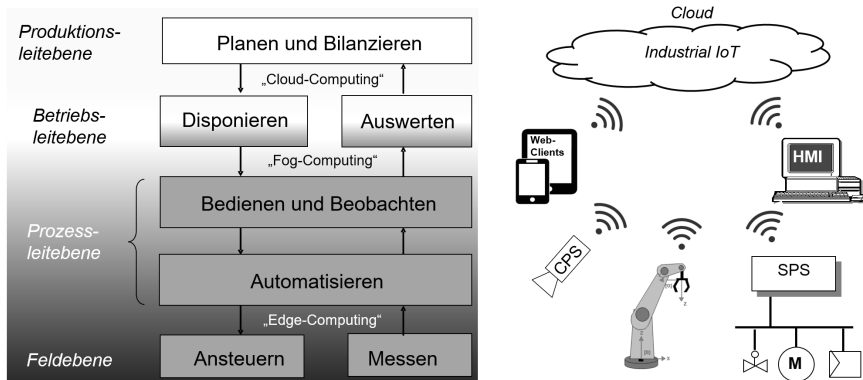 Produktions-
leitebene
Planen und Bilanzieren
„Cloud-Computing“
Betriebs-
leitebene
Disponieren
Auswerten
„Fog-Computing“
Prozess-
leitebene
Bedienen und Beobachten
Automatisieren
„Edge-Computing“
Feldebene
Ansteuern
Messen
Cloud
Industrial IoT
Web-
Clients
HMI
CPS
SPS
z
z
x
M